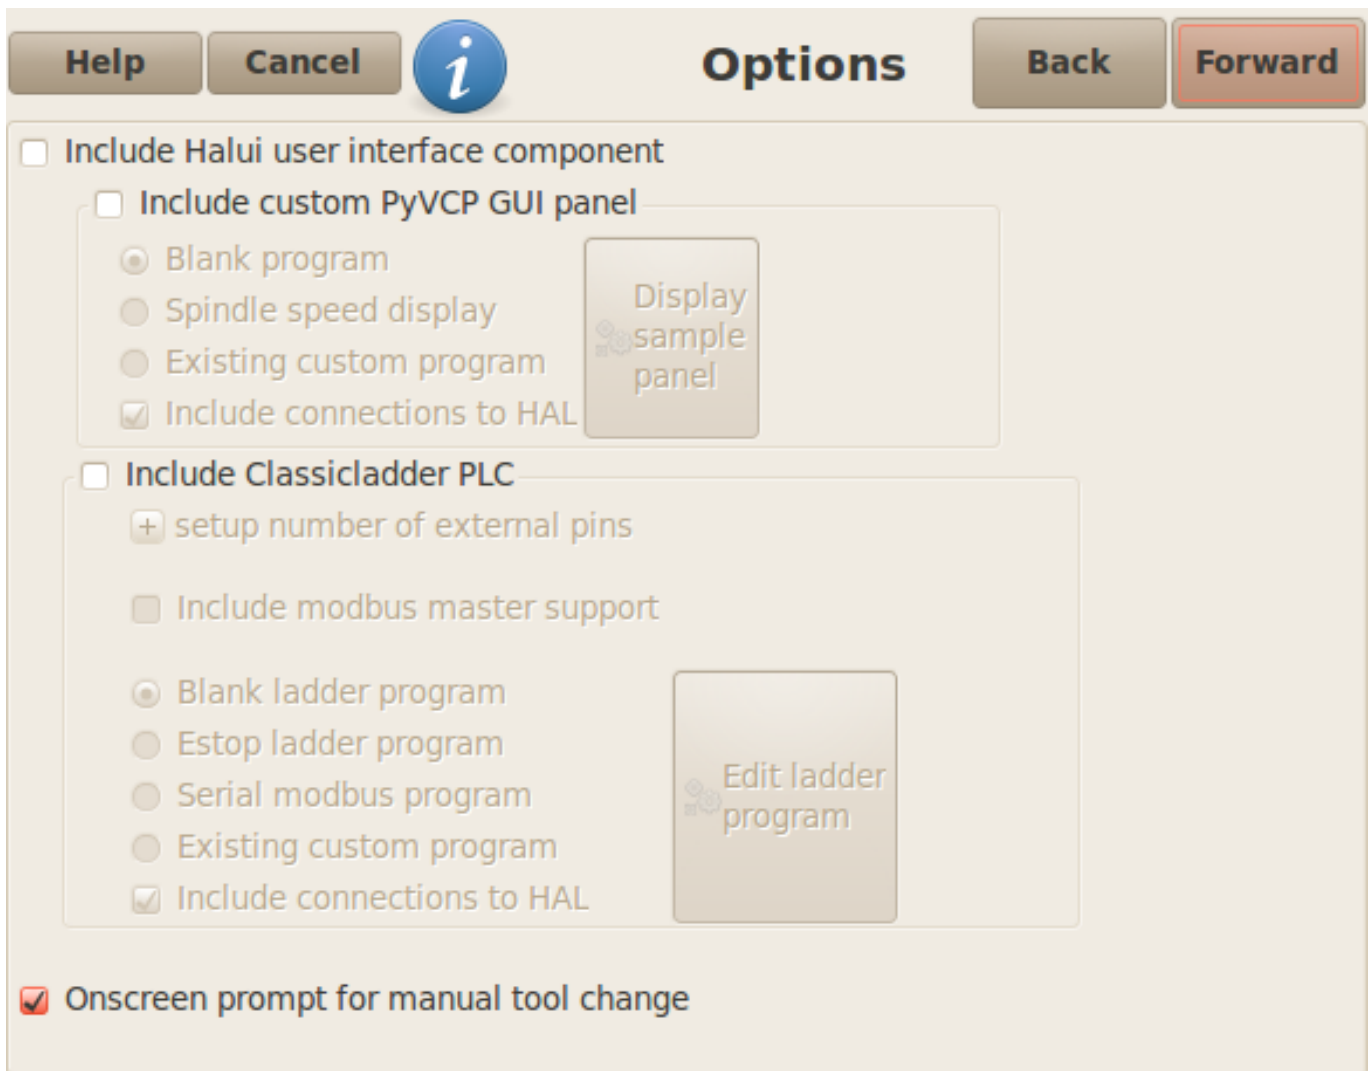 Help Cancel i Options Back Forward
Include Halui user interface component
Include custom PyVCP GUI panel
Blank program
Spindle speed display
Existing custom program
Include connections to HAL
Display
sample
panel
Include Classicladder PLC
+ setup number of external pins
Include modbus master support
Blank ladder program
Estop ladder program
Serial modbus program
Existing custom program
Include connections to HAL
Edit ladder
program
Onscreen prompt for manual tool change